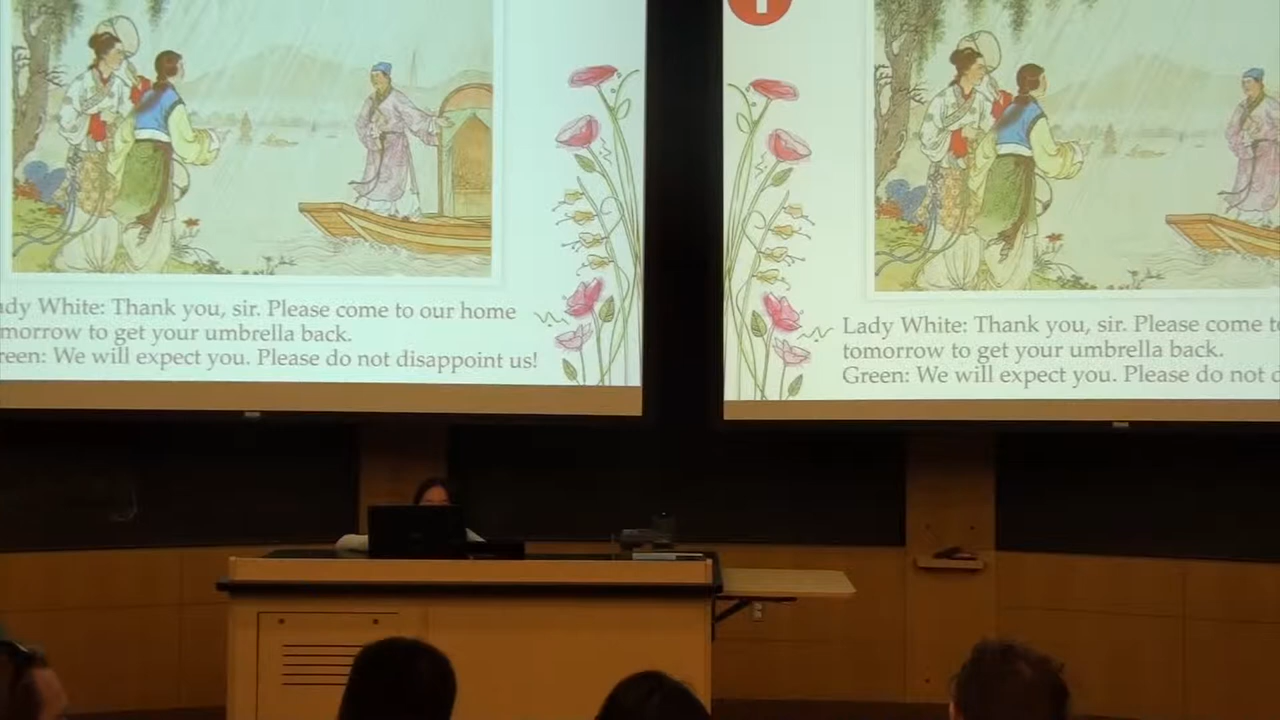 dy White: Thank you, sir. Please come to our home
morrow to get your umbrella back.
reen: We will expect you. Please do not disappoint us!
Lady White: Thank you, sir. Please come t
tomorrow to get your umbrella back.
Green: We will expect you. Please do not d